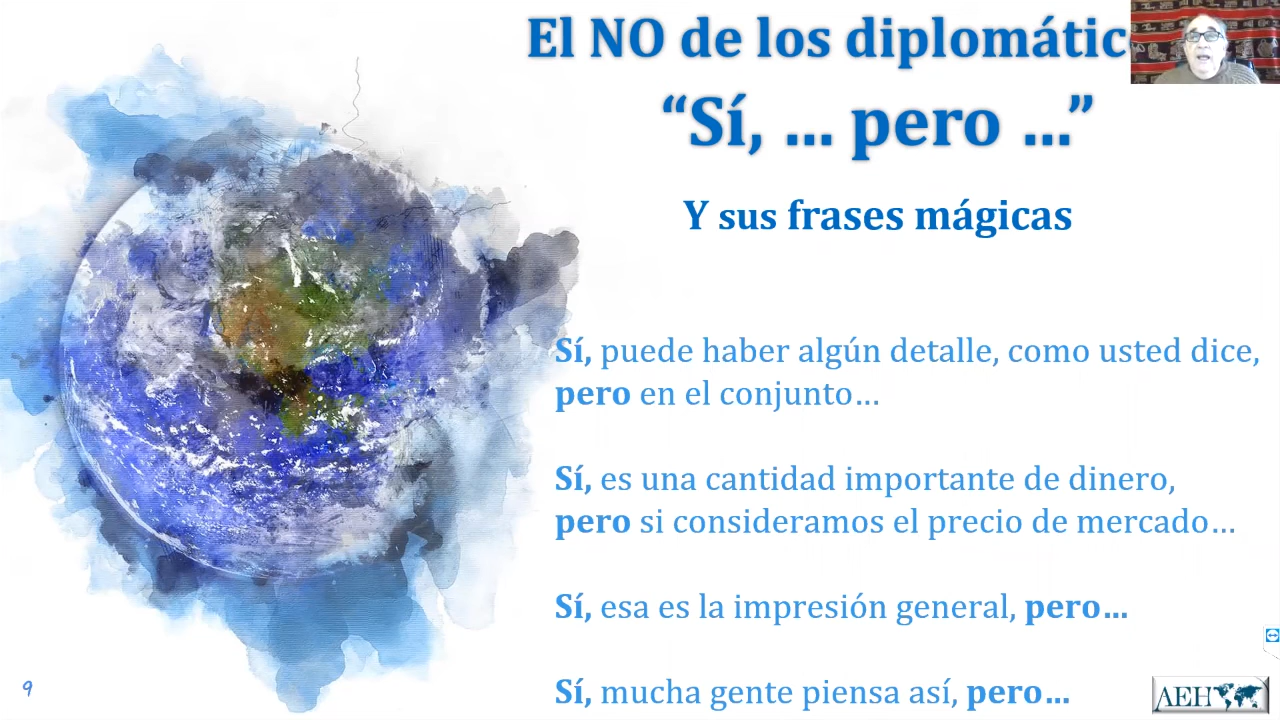 El NO de los diplomátic
“Sí, … pero …”
Y sus frases mágicas
Sí, puede haber algún detalle, como usted dice,
pero en el conjunto…
Sí, es una cantidad importante de dinero,
pero si consideramos el precio de mercado…
Sí, esa es la impresión general, pero…
Sí, mucha gente piensa así, pero…
9
AEH